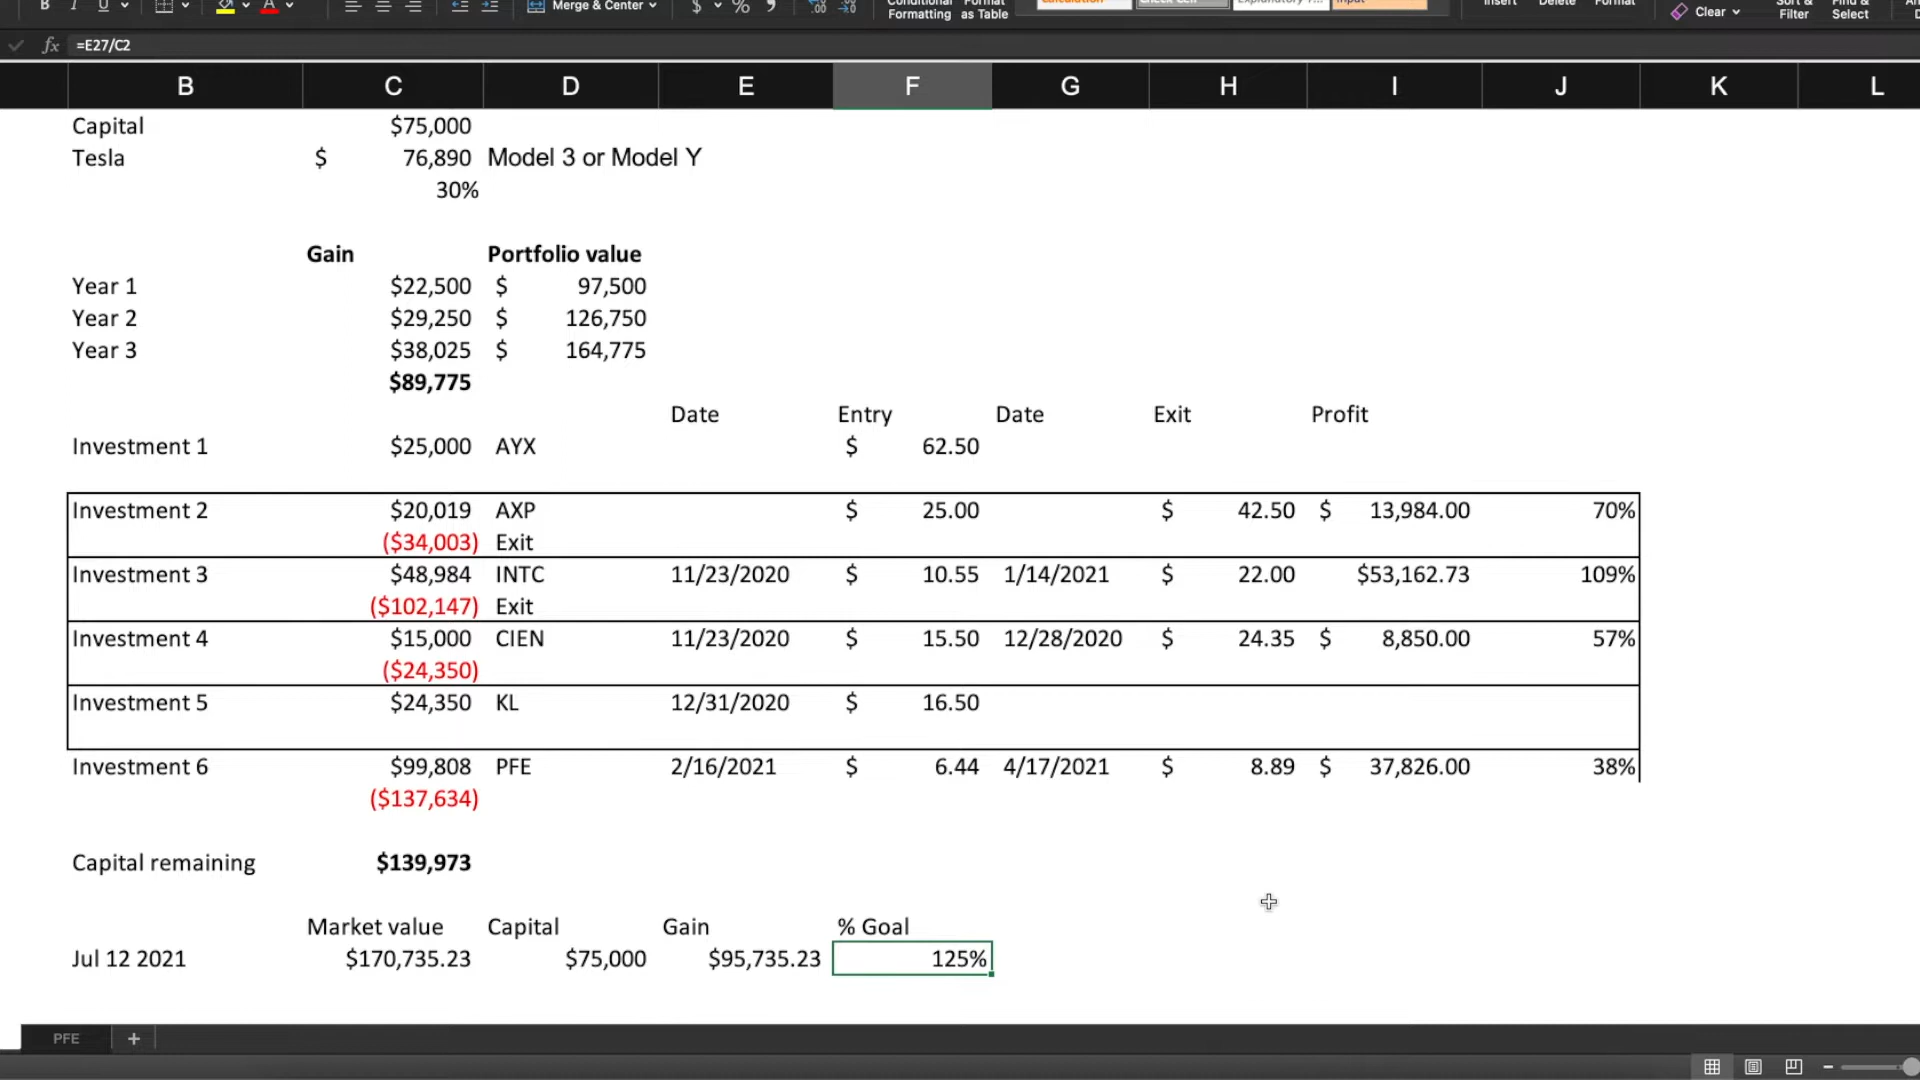 B I U Merge & Center $ % Conditional Formatting Format as Table Calculation Check Cell Explanatory T... Input Insert Delete Format Clear Sort & Filter Find & Select
fx =E27/C2
B C D E F G H I J K L
Capital $75,000
Tesla $ 76,890 Model 3 or Model Y
30%
Gain Portfolio value
Year 1 $22,500 $ 97,500
Year 2 $29,250 $ 126,750
Year 3 $38,025 $ 164,775
$89,775
Date Entry Date Exit Profit
Investment 1 $25,000 AYX $ 62.50
Investment 2 $20,019 AXP $ 25.00 $ 42.50 $ 13,984.00 70%
($34,003) Exit
Investment 3 $48,984 INTC 11/23/2020 $ 10.55 1/14/2021 $ 22.00 $53,162.73 109%
($102,147) Exit
Investment 4 $15,000 CIEN 11/23/2020 $ 15.50 12/28/2020 $ 24.35 $ 8,850.00 57%
($24,350)
Investment 5 $24,350 KL 12/31/2020 $ 16.50
Investment 6 $99,808 PFE 2/16/2021 $ 6.44 4/17/2021 $ 8.89 $ 37,826.00 38%
($137,634)
Capital remaining $139,973
Market value Capital Gain % Goal
Jul 12 2021 $170,735.23 $75,000 $95,735.23 125%
PFE +